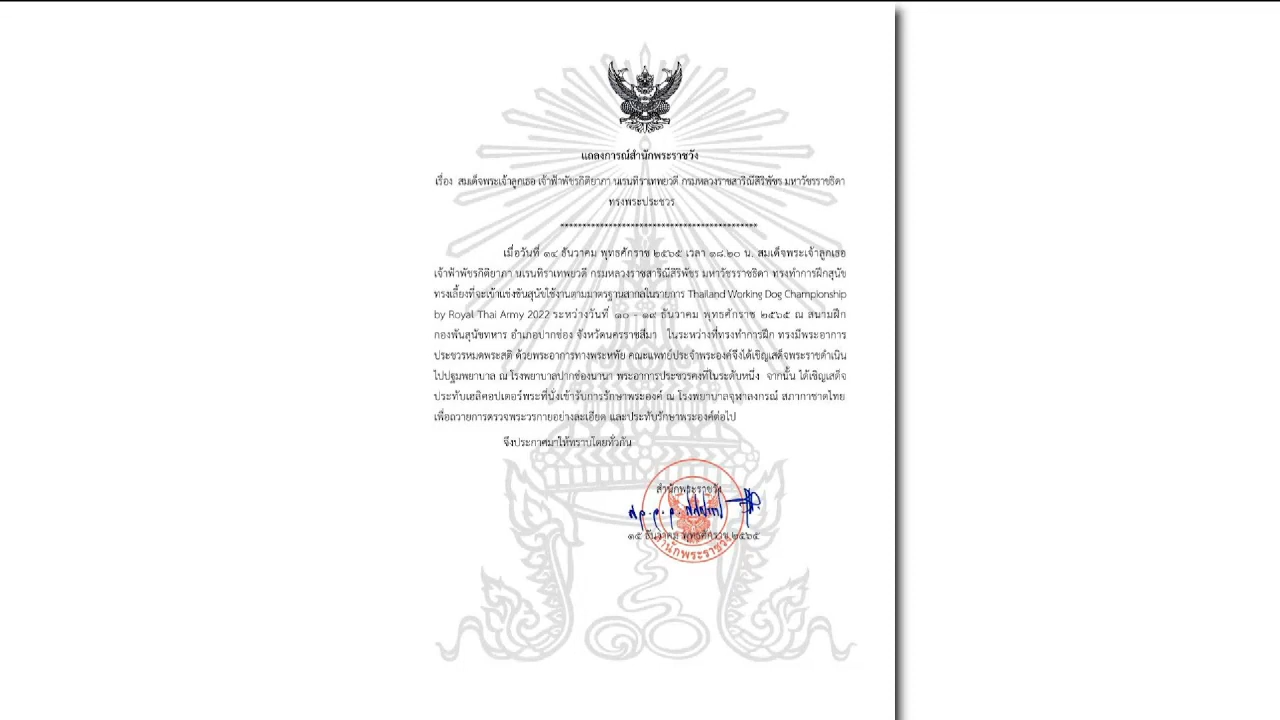 แถลงการณ์สำนักพระราชวัง
เรื่อง สมเด็จพระเจ้าลูกเธอ เจ้าฟ้าพัชรกิติยาภา นเรนทิราเทพยวดี กรมหลวงราชสาริณีสิริพัชร มหาวัชรราชธิดา
ทรงพระประชวร
********************************************
เมื่อวันที่ ๑๔ ธันวาคม พุทธศักราช ๒๕๖๕ เวลา ๑๘.๒๐ น. สมเด็จพระเจ้าลูกเธอ
เจ้าฟ้าพัชรกิติยาภา นเรนทิราเทพยวดี กรมหลวงราชสาริณีสิริพัชร มหาวัชรราชธิดา ทรงทำการฝึกสุนัข
ทรงเลี้ยงที่จะเข้าแข่งขันสุนัขใช้งานตามมาตรฐานสากลในรายการ Thailand Working Dog Championship
by Royal Thai Army 2022 ระหว่างวันที่ ๑๐ - ๑๙ ธันวาคม พุทธศักราช ๒๕๖๕ ณ สนามฝึก
กองพันสุนัขทหาร อำเภอปากช่อง จังหวัดนครราชสีมา ในระหว่างที่ทรงทำการฝึก ทรงมีพระอาการ
ประชวรหมดพระสติ ด้วยพระอาการทางพระหทัย คณะแพทย์ประจำพระองค์จึงได้เชิญเสด็จพระราชดำเนิน
ไปปฐมพยาบาล ณ โรงพยาบาลปากช่องนานา พระอาการประชวรคงที่ในระดับหนึ่ง จากนั้น ได้เชิญเสด็จ
ประทับเฮลิคอปเตอร์พระที่นั่งเข้ารับการรักษาพระองค์ ณ โรงพยาบาลจุฬาลงกรณ์ สภากาชาดไทย
เพื่อถวายการตรวจพระวรกายอย่างละเอียด และประทับรักษาพระองค์ต่อไป
จึงประกาศมาให้ทราบโดยทั่วกัน
สำนักพระราชวัง
๑๕ ธันวาคม พุทธศักราช ๒๕๖๕
สำนักพระราชวัง